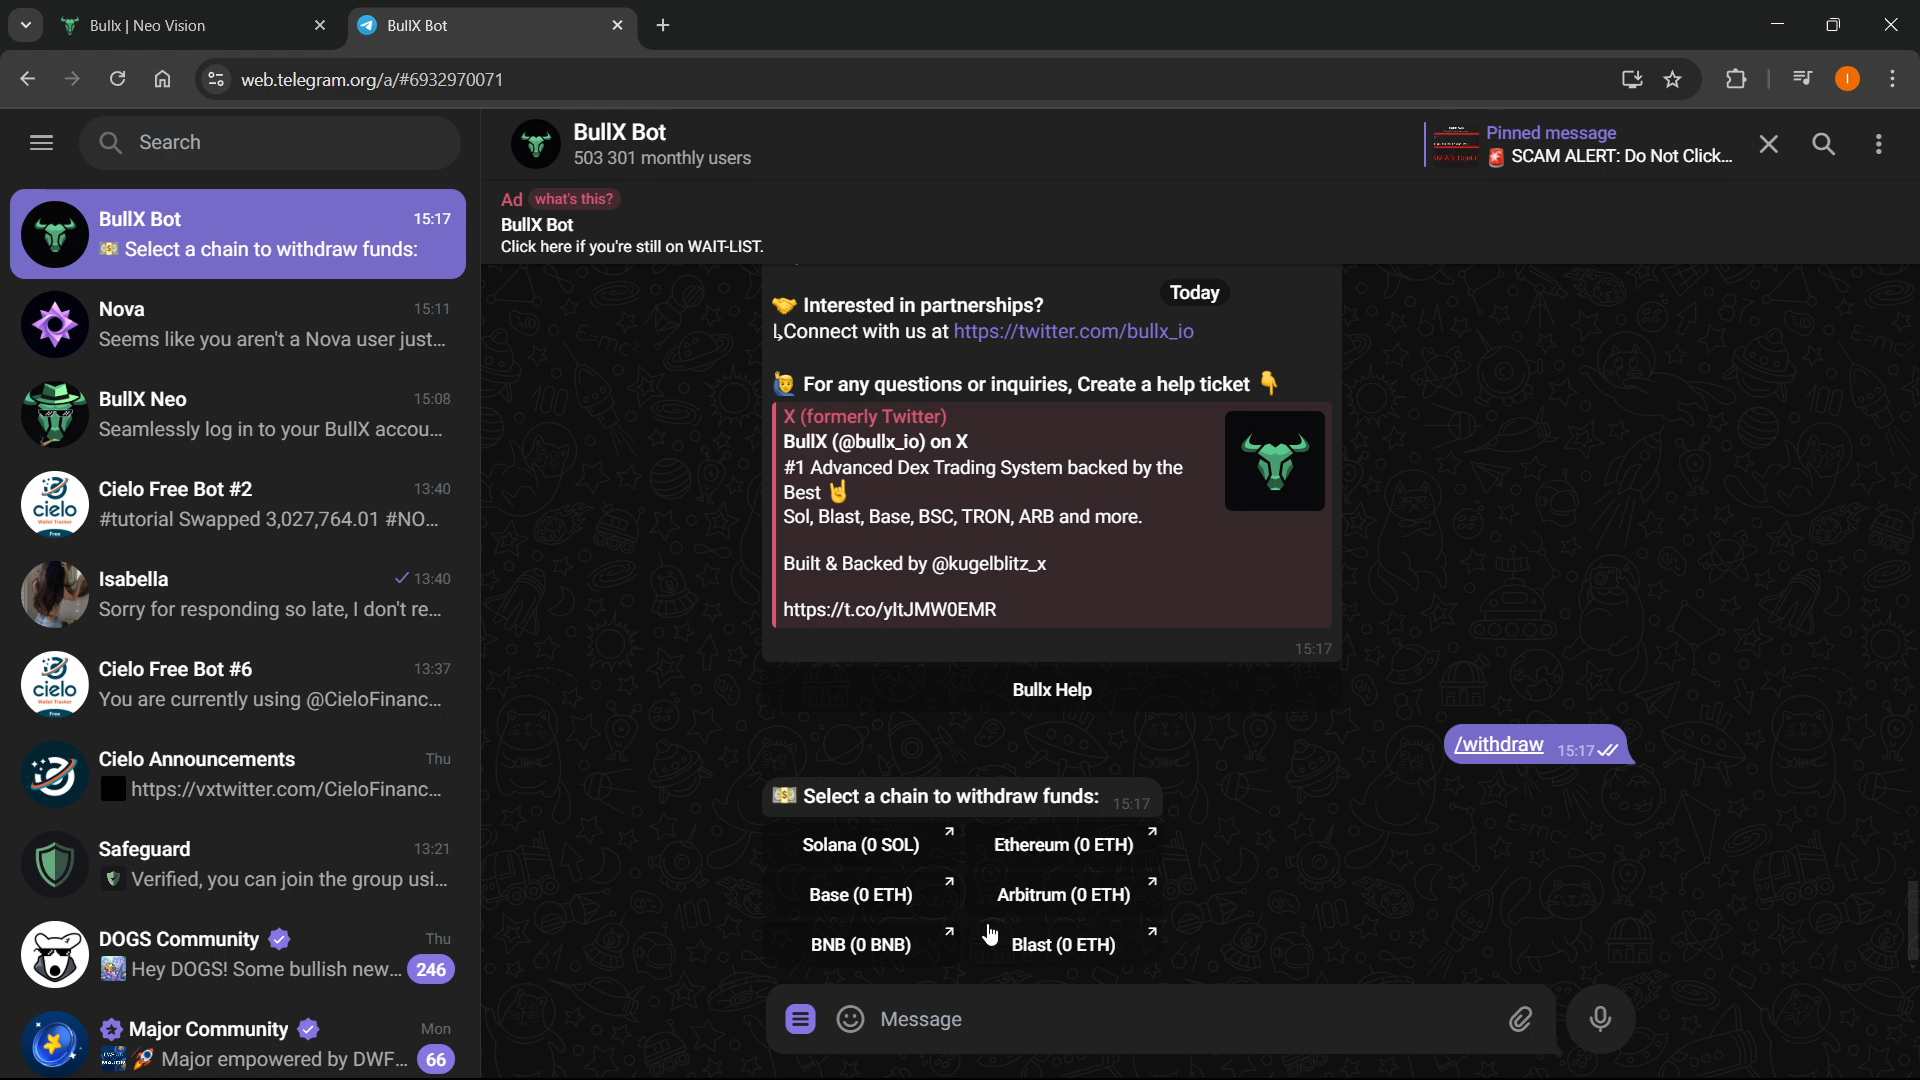 Bullx | Neo Vision
BullX Bot
web.telegram.org/a/#6932970071
I
Search
BullX Bot 15:17
💵 Select a chain to withdraw funds:
Nova 15:11
Seems like you aren't a Nova user just...
BullX Neo 15:08
Seamlessly log in to your BullX accou...
Cielo Free Bot #2 13:40
#tutorial Swapped 3,027,764.01 #NO...
Isabella 13:40
Sorry for responding so late, I don't re...
Cielo Free Bot #6 13:37
You are currently using @CieloFinanc...
Cielo Announcements Thu
https://vxtwitter.com/CieloFinanc...
Safeguard 13:21
Verified, you can join the group usi...
DOGS Community Thu
Hey DOGS! Some bullish new... 246
Major Community Mon
🚀 Major empowered by DWF... 66
BullX Bot
503 301 monthly users
Pinned message
🚨 SCAM ALERT: Do Not Click...
Ad what's this?
BullX Bot
Click here if you're still on WAIT-LIST.
Today
🤝 Interested in partnerships?
Connect with us at https://twitter.com/bullx_io
🙋‍♂️ For any questions or inquiries, Create a help ticket 👇
X (formerly Twitter)
BullX (@bullx_io) on X
#1 Advanced Dex Trading System backed by the
Best 🤘
Sol, Blast, Base, BSC, TRON, ARB and more.
Built & Backed by @kugelblitz_x
https://t.co/yltJMW0EMR
15:17
Bullx Help
/withdraw 15:17
💵 Select a chain to withdraw funds: 15:17
Solana (0 SOL) Ethereum (0 ETH)
Base (0 ETH) Arbitrum (0 ETH)
BNB (0 BNB) Blast (0 ETH)
Message